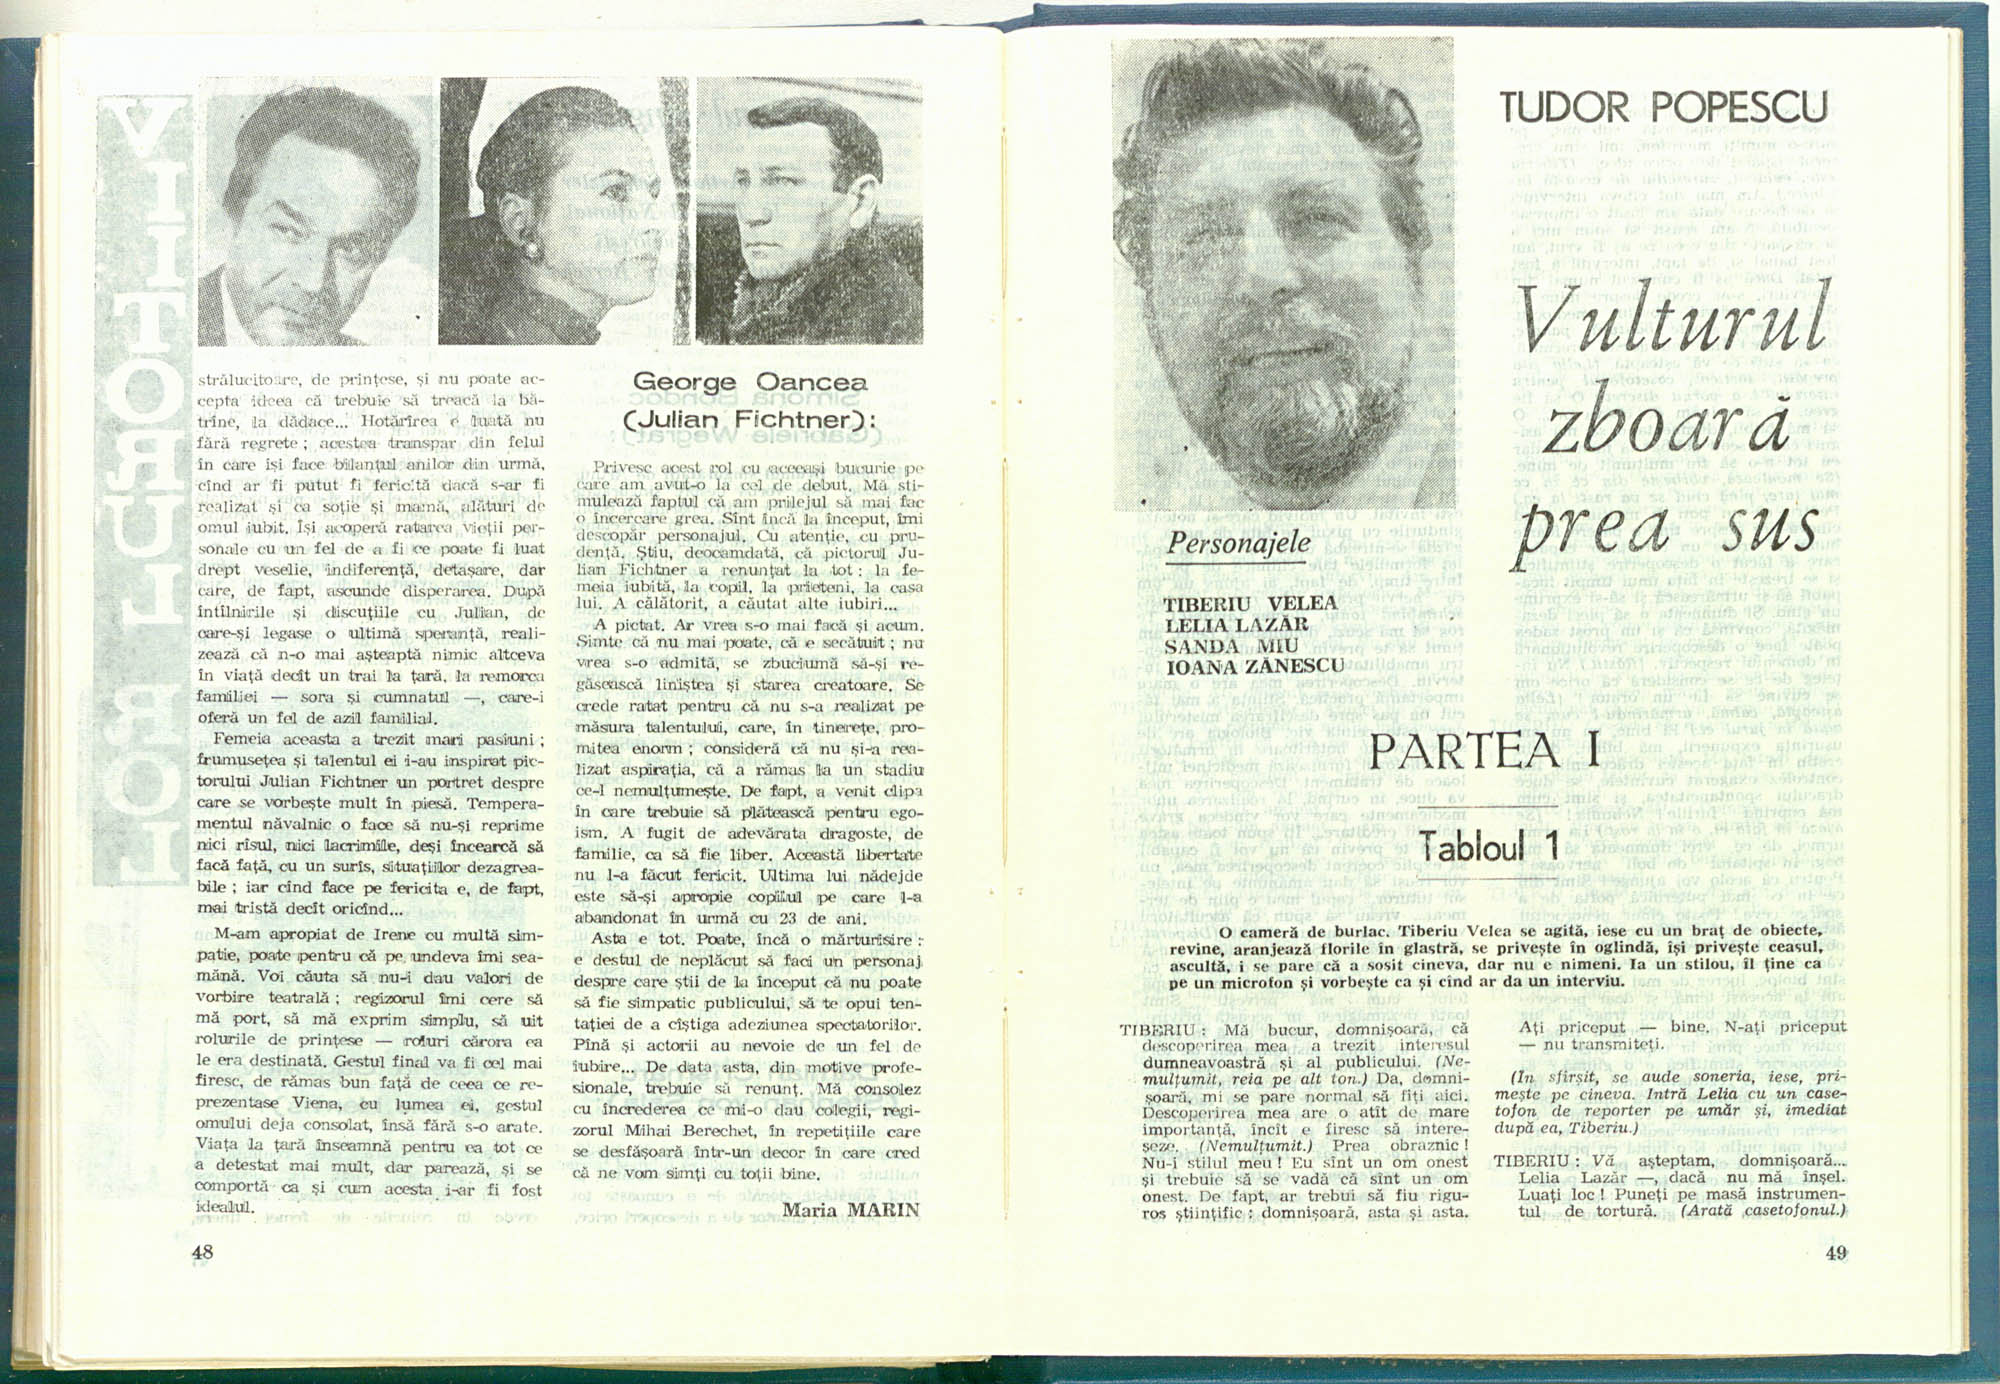 VIITORII ROLURI
strălucitoare, de prințese, și nu poate ac-
cepta ideea că trebuie să treacă la bă-
trîne, la dădace... Hotărîrea e luată nu
fără regrete ; acestea transpar din felul
în care își face bilanțul anilor din urmă,
cînd ar fi putut fi fericită dacă s-ar fi
realizat și ca soție și mamă, alături de
omul iubit. Își acoperă ratarea vieții per-
sonale cu un fel de a fi ce poate fi luat
drept veselie, indiferență, detașare, dar
care, de fapt, ascunde disperarea. După
întîlnirile și discuțiile cu Julian, de
care-și legase o ultimă speranță, reali-
zează că n-o mai așteaptă nimic altceva
în viață decît un trai la țară, la remorca
familiei — sora și cumnatul —, care-i
oferă un fel de azil familial.
Femeia aceasta a trezit mari pasiuni ;
frumusețea și talentul ei i-au inspirat pic-
torului Julian Fichtner un portret despre
care se vorbește mult în piesă. Tempera-
mentul năvalnic o face să nu-și reprime
nici rîsul, nici lacrimile, deși încearcă să
facă față, cu un surîs, situațiilor dezagrea-
bile ; iar cînd face pe fericita e, de fapt,
mai tristă decît oricînd...
M-am apropiat de Irene cu multă sim-
patie, poate pentru că pe undeva îmi sea-
mănă. Voi căuta să nu-i dau valori de
vorbire teatrală ; regizorul îmi cere să
mă port, să mă exprim simplu, să uit
rolurile de prințese — roluri cărora ea
le era destinată. Gestul final va fi cel mai
firesc, de rămas bun față de ceea ce re-
prezentase Viena, cu lumea ei, gestul
omului deja consolat, însă fără s-o arate.
Viața la țară înseamnă pentru ea tot ce
a detestat mai mult, dar parează, și se
comportă ca și cum acesta i-ar fi fost
idealul.
George Oancea
(Julian Fichtner):
Privesc acest rol cu aceeași bucurie pe
care am avut-o la cel de debut. Mă sti-
mulează faptul că am prilejul să mai fac
o încercare grea. Sînt încă la început, îmi
descopăr personajul. Cu atenție, cu pru-
dență. Știu, deocamdată, că pictorul Ju-
lian Fichtner a renunțat la tot : la fe-
meia iubită, la copil, la prieteni, la casa
lui. A călătorit, a căutat alte iubiri...
A pictat. Ar vrea s-o mai facă și acum.
Simte că nu mai poate, că e secătuit ; nu
vrea s-o admită, se zbuciumă să-și re-
găsească liniștea și starea creatoare. Se
crede ratat pentru că nu s-a realizat pe
măsura talentului, care, în tinerețe, pro-
mitea enorm ; consideră că nu și-a rea-
lizat aspirația, că a rămas la un stadiu
ce-l nemulțumește. De fapt, a venit clipa
în care trebuie să plătească pentru ego-
ism. A fugit de adevărata dragoste, de
familie, ca să fie liber. Această libertate
nu l-a făcut fericit. Ultima lui nădejde
este să-și apropie copilul pe care l-a
abandonat în urmă cu 23 de ani.
Asta e tot. Poate, încă o mărturisire :
e destul de neplăcut să faci un personaj
despre care știi de la început că nu poate
să fie simpatic publicului, să te opui ten-
tației de a cîștiga adeziunea spectatorilor.
Pînă și actorii au nevoie de un fel de
iubire... De data asta, din motive profe-
sionale, trebuie să renunț. Mă consolez
cu încrederea ce mi-o dau colegii, regi-
zorul Mihai Berechet, în repetițiile care
se desfășoară într-un decor în care cred
că ne vom simți cu toții bine.
Maria MARIN
48
TUDOR POPESCU
Vulturul
zboară
prea sus
Personajele
TIBERIU VELEA
LELIA LAZĂR
SANDA MIU
IOANA ZĂNESCU
PARTEA I
Tabloul 1
O cameră de burlac. Tiberiu Velea se agită, iese cu un braț de obiecte,
revine, aranjează florile în glastră, se privește în oglindă, își privește ceasul,
ascultă, i se pare că a sosit cineva, dar nu e nimeni. Ia un stilou, îl ține ca
pe un microfon și vorbește ca și cînd ar da un interviu.
TIBERIU : Mă bucur, domnișoară, că
descoperirea mea a trezit interesul
dumneavoastră și al publicului. (Ne-
mulțumit, reia pe alt ton.) Da, domni-
șoară, mi se pare normal să fiți aici.
Descoperirea mea are o atît de mare
importanță, încît e firesc să intere-
seze. (Nemulțumit.) Prea obraznic !
Nu-i stilul meu ! Eu sînt un om onest
și trebuie să se vadă că sînt un om
onest. De fapt, ar trebui să fiu rigu-
ros științific : domnișoară, asta și asta.
Ați priceput — bine. N-ați priceput
— nu transmiteți.
(In sfîrșit, se aude soneria, iese, pri-
mește pe cineva. Intră Lelia cu un case-
tofon de reporter pe umăr și, imediat
după ea, Tiberiu.)
TIBERIU : Vă așteptam, domnișoară...
Lelia Lazăr —, dacă nu mă înșel.
Luați loc ! Puneți pe masă instrumen-
tul de tortură. (Arată casetofonul.)
49